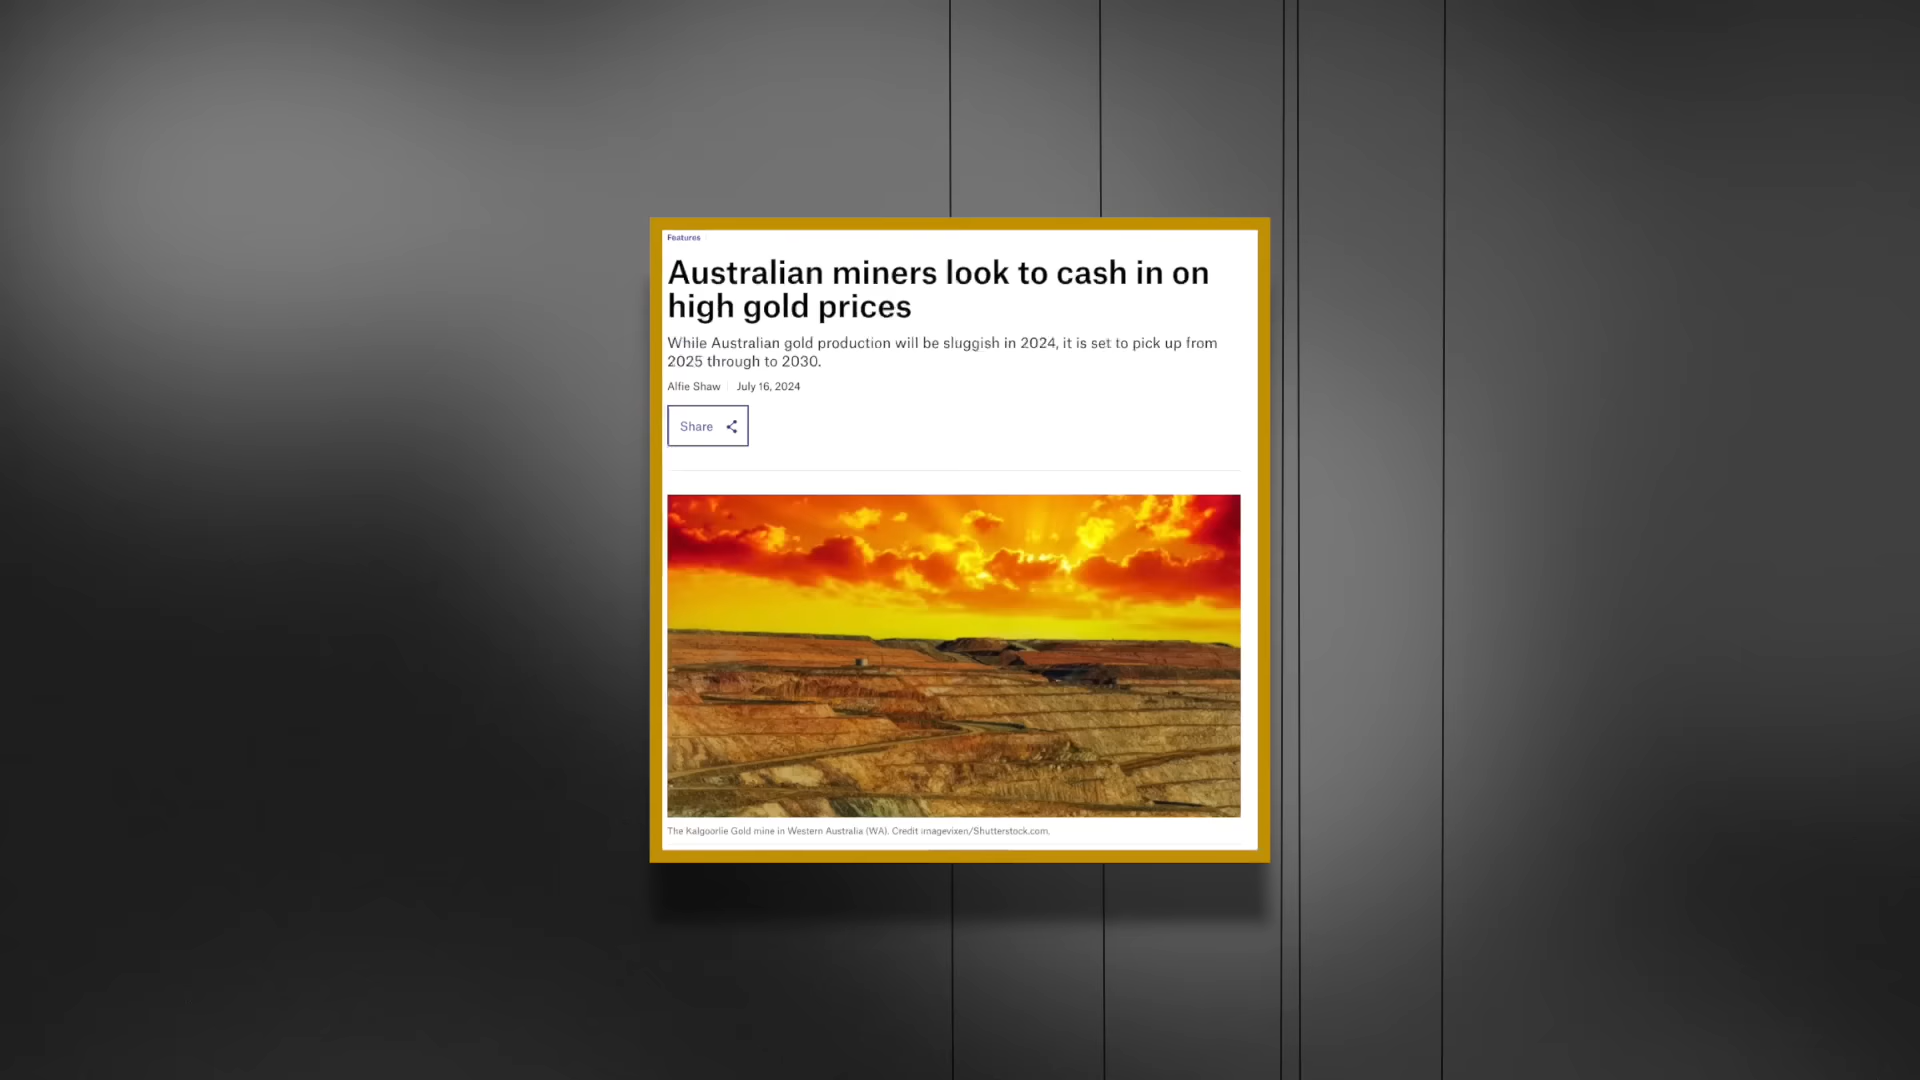 Features
Australian miners look to cash in on
high gold prices
While Australian gold production will be sluggish in 2024, it is set to pick up from
2025 through to 2030.
Alfie Shaw July 16, 2024
Share
The Kalgoorlie Gold mine in Western Australia (WA). Credit imagevixen/Shutterstock.com.